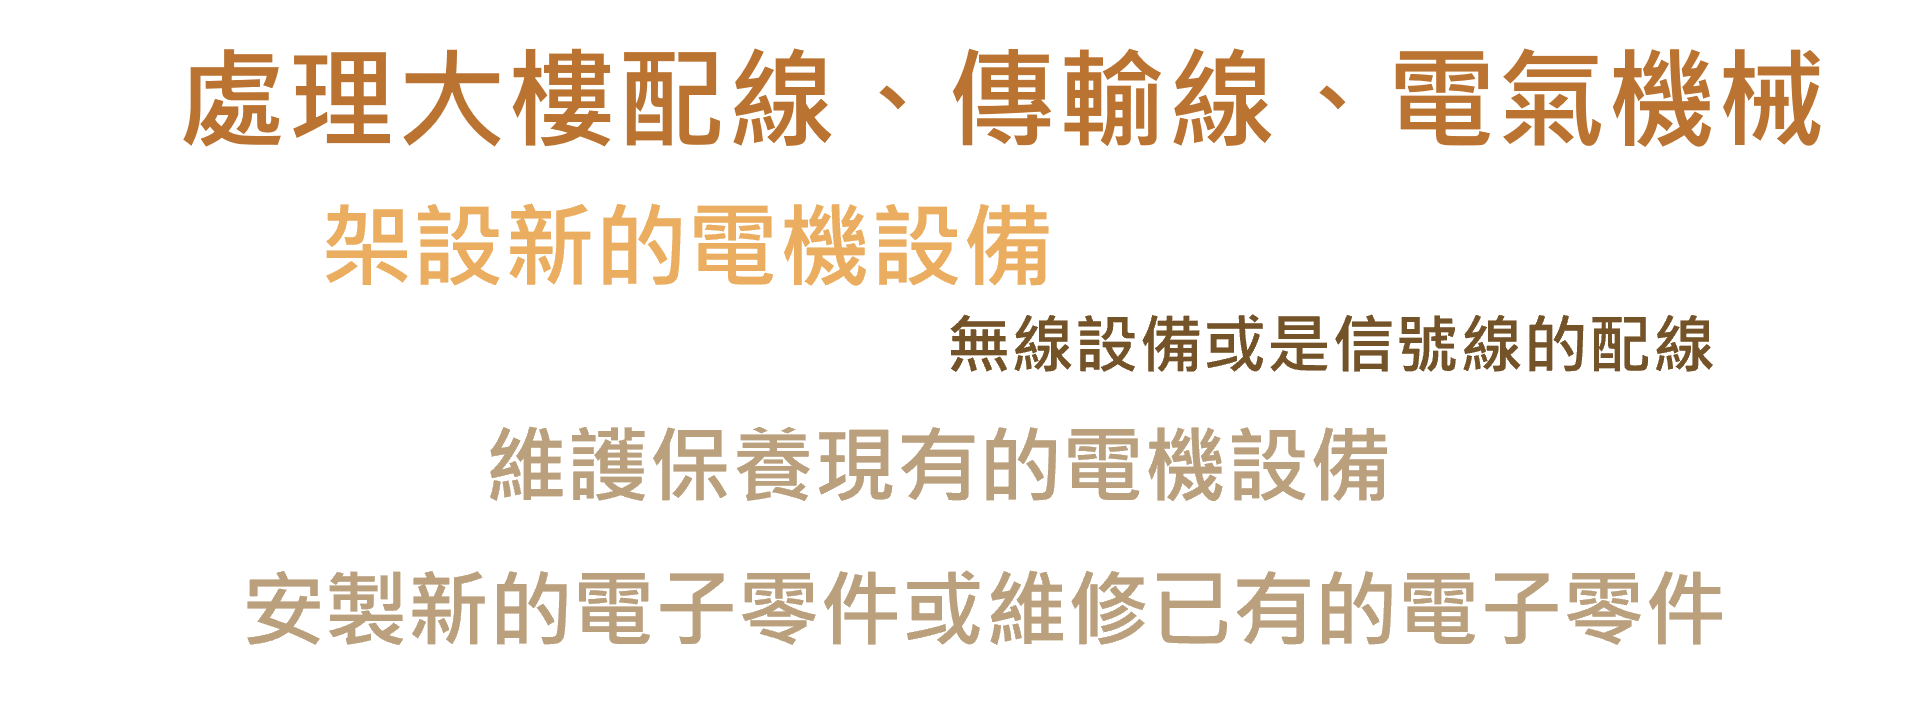 處理大樓配線、傳輸線、電氣機械
架設新的電機設備
無線設備或是信號線的配線
維護保養現有的電機設備
安製新的電子零件或維修已有的電子零件